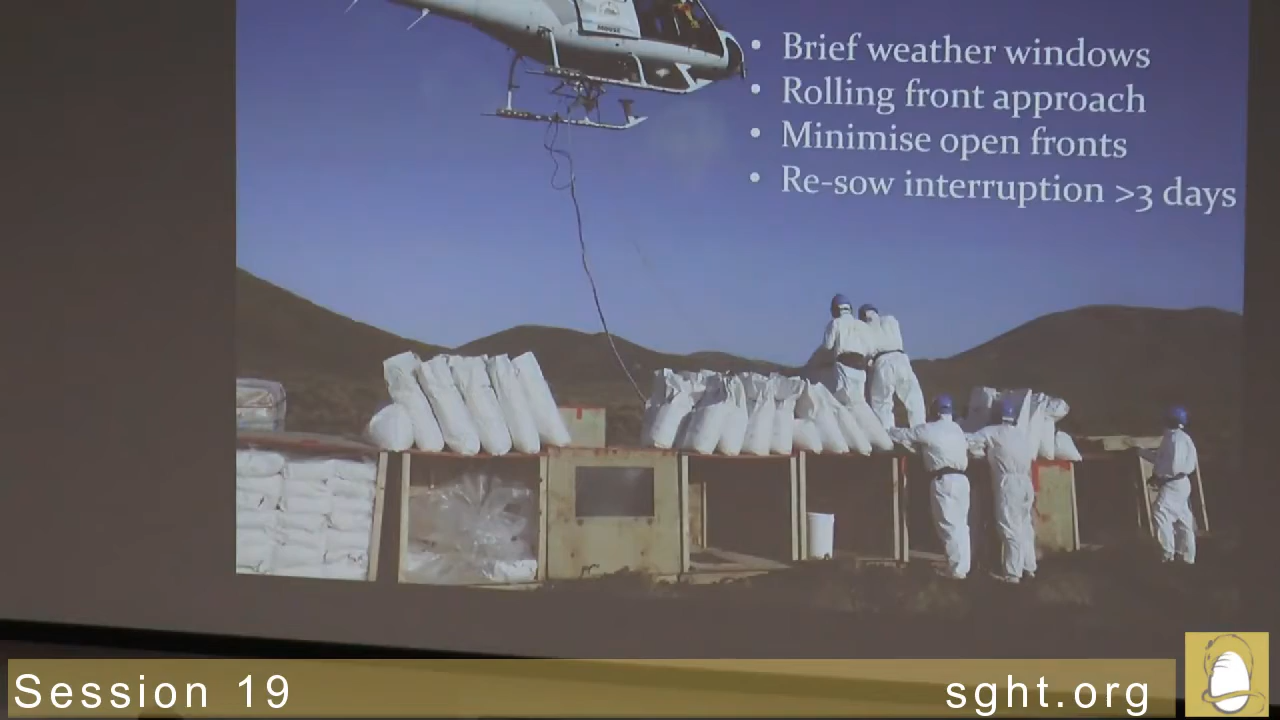 • Brief weather windows
• Rolling front approach
• Minimise open fronts
• Re-sow interruption >3 days
Session 19
sght.org